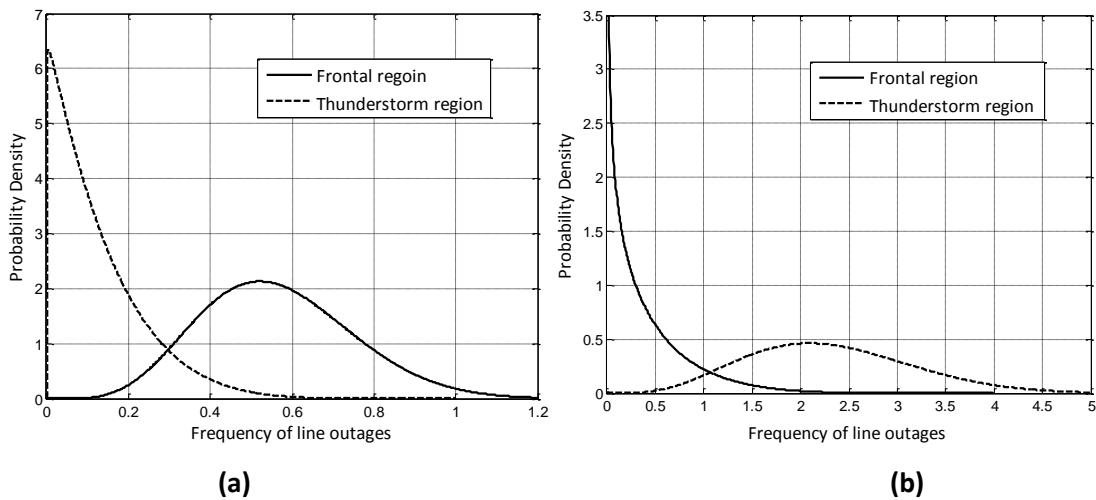 7
6
5
4
3
2
1
0
0 0.2 0.4 0.6 0.8 1 1.2
Probability Density
Frequency of line outages
Frontal regoin
Thunderstorm region
(a)
3.5
3
2.5
2
1.5
1
0.5
0
0 0.5 1 1.5 2 2.5 3 3.5 4 4.5 5
Probability Density
Frequency of line outages
Frontal region
Thunderstorm region
(b)